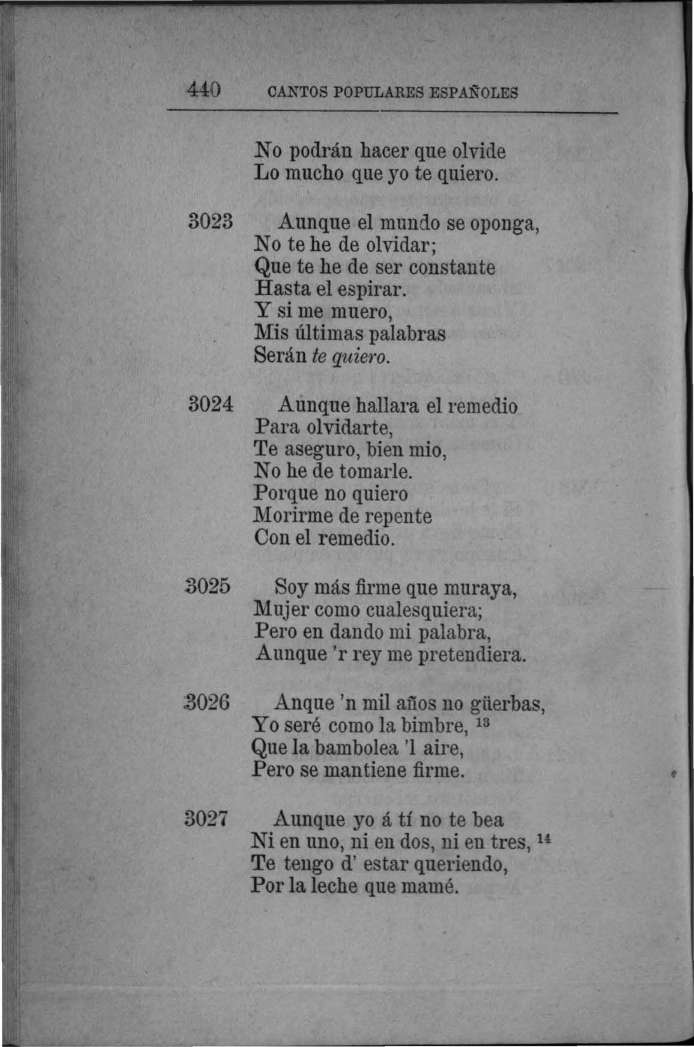 440 CANTOS POPULARES ESPAÑOLES
No podrán hacer que olvide
Lo mucho que yo te quiero.
3023 Aunque el mundo se oponga,
No te he de olvidar;
Que te he de ser constante
Hasta el espirar.
Y si me muero,
Mis últimas palabras
Serán te quiero.
3024 Aunque hallara el remedio
Para olvidarte,
Te aseguro, bien mio,
No he de tomarle.
Porque no quiero
Morirme de repente
Con el remedio.
3025 Soy más firme que muraya,
Mujer como cualesquiera;
Pero en dando mi palabra,
Aunque 'r rey me pretendiera.
3026 Anque 'n mil años no güerbas,
Yo seré como la bimbre, 13
Que la bambolea 'l aire,
Pero se mantiene firme.
3027 Aunque yo á tí no te bea
Ni en uno, ni en dos, ni en tres, 14
Te tengo d' estar queriendo,
Por la leche que mamé.